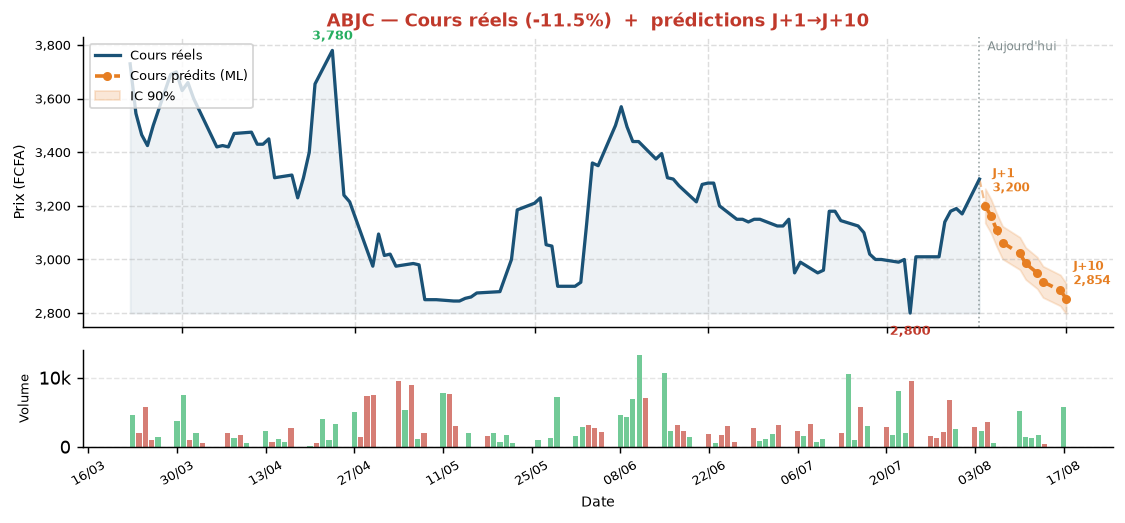 ABJC — Cours réels (-11.5%)  +  prédictions J+1→J+10
3,780
Aujourd'hui
Cours réels
Cours prédits (ML)
IC 90%
3,800
3,600
3,400
3,200
3,000
2,800
Prix (FCFA)
J+1
3,200
J+10
2,854
2,800
10k
0
Volume
16/03
30/03
13/04
27/04
11/05
25/05
08/06
22/06
06/07
20/07
03/08
17/08
Date